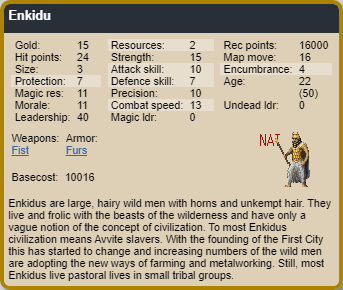 Enkidu
Gold: 15 Resources: 2 Rec points: 16000
Hit points: 24 Strength: 15 Map move: 16
Size: 3 Attack skill: 10 Encumbrance: 4
Protection: 7 Defence skill: 7 Age: 22
Magic res: 11 Precision: 10 (50)
Morale: 11 Combat speed: 13 Undead ldr: 0
Leadership: 40 Magic ldr: 0
Weapons: Armor:
Fist Furs
NAT
Basecost: 10016
Enkidus are large, hairy wild men with horns and unkempt hair. They
live and frolic with the beasts of the wilderness and have only a
vague notion of the concept of civilization. To most Enkidus
civilization means Avvite slavers. With the founding of the First City
this has started to change and increasing numbers of the wild men
are adopting the new ways of farming and metalworking. Still, most
Enkidus live pastoral lives in small tribal groups.